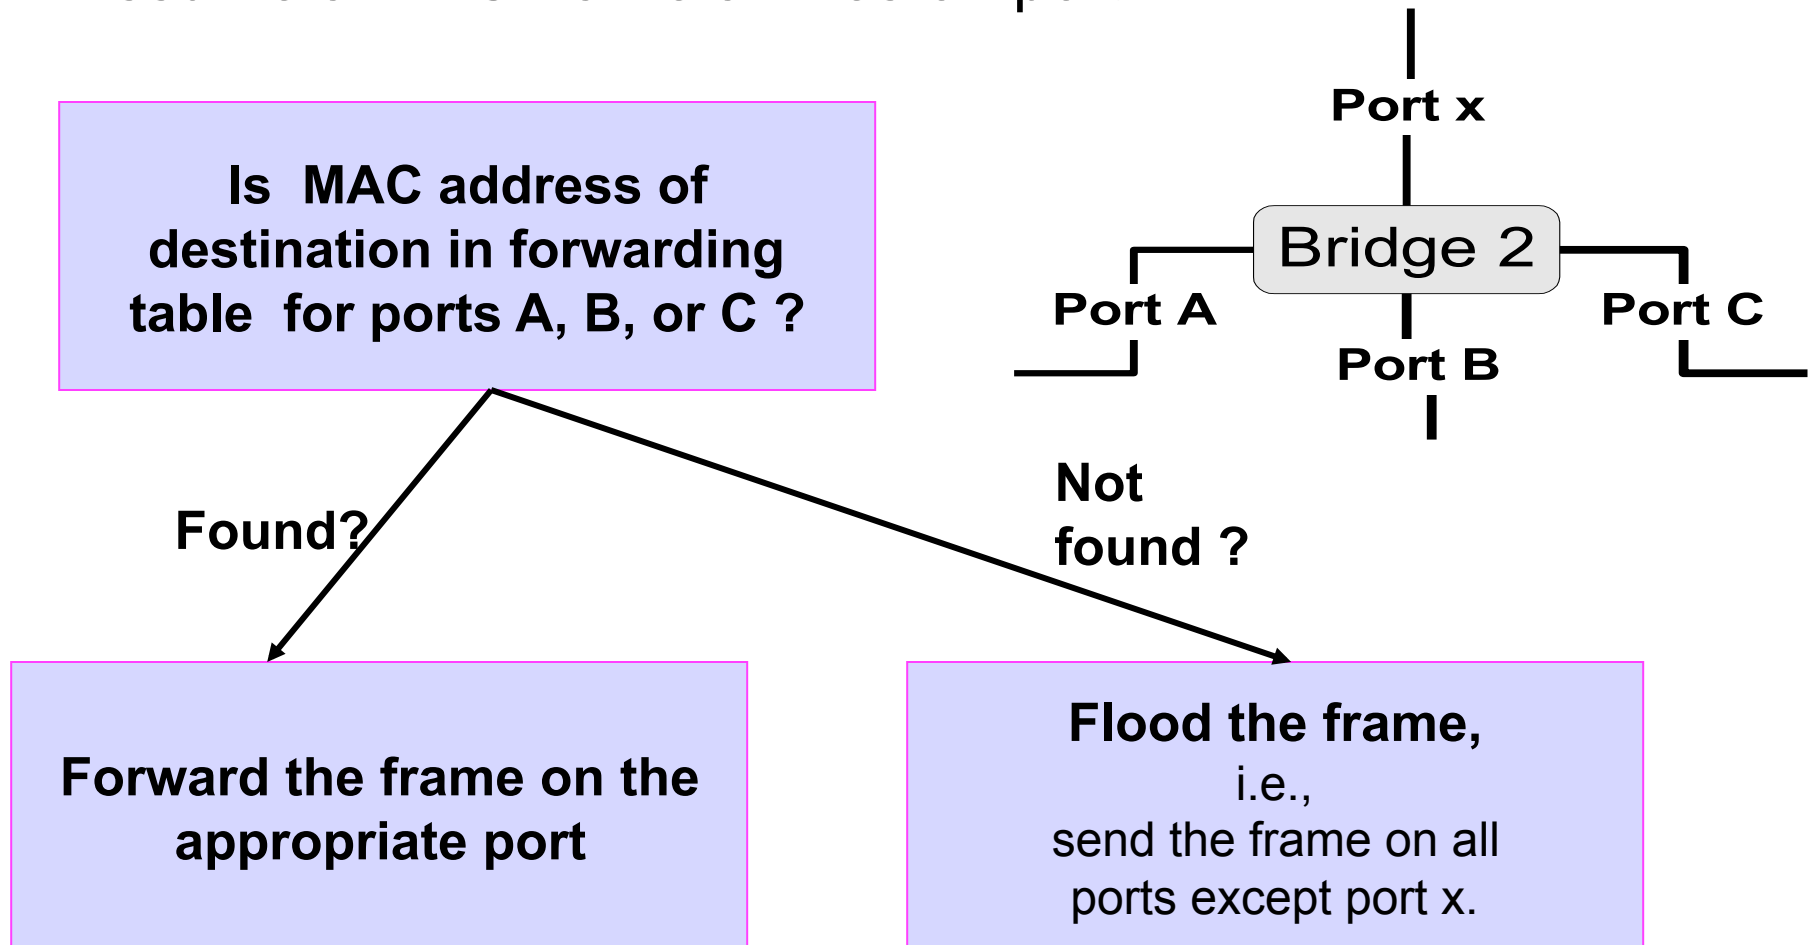 Port x
Is MAC address of
destination in forwarding
table for ports A, B, or C ?
Bridge 2
Port A
Port C
Port B
Found?
Not
found ?
Forward the frame on the
appropriate port
Flood the frame,
i.e.,
send the frame on all
ports except port x.